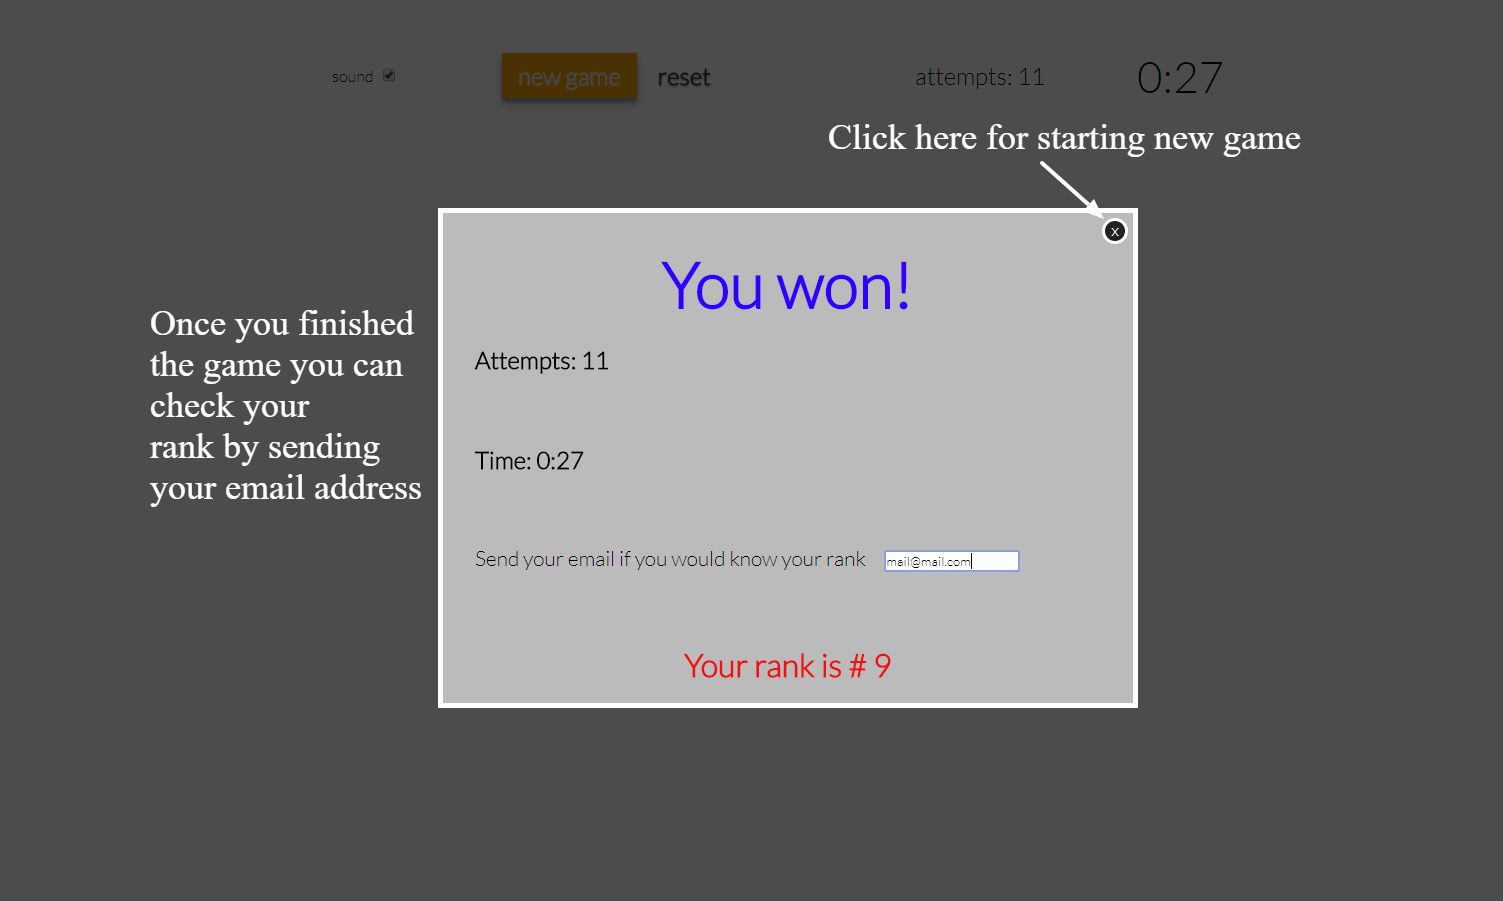 sound
new game
reset
attempts: 11
0:27
Click here for starting new game
x
You won!
Once you finished
the game you can
check your
rank by sending
your email address
Attempts: 11
Time: 0:27
Send your email if you would know your rank
mail@mail.com
Your rank is # 9